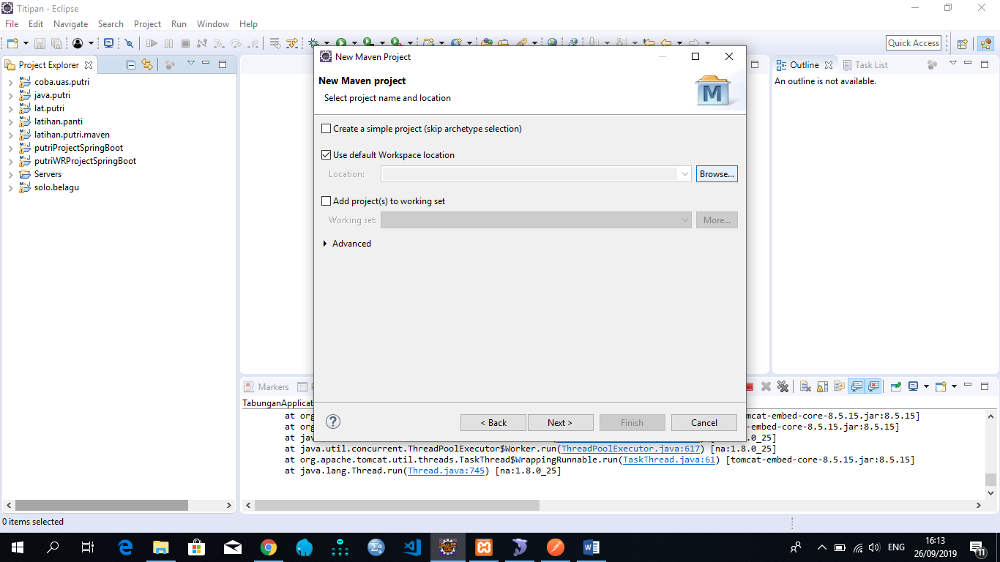 Titipan - Eclipse
File Edit Navigate Search Project Run Window Help
Quick Access
Project Explorer
coba.uas.putri
java.putri
lat.putri
latihan.panti
latihan.putri.maven
putriProjectSpringBoot
putriWRProjectSpringBoot
Servers
solo.belagu
New Maven Project
New Maven project
Select project name and location
M
Create a simple project (skip archetype selection)
Use default Workspace location
Location:
Browse...
Add project(s) to working set
Working set:
More...
Advanced
?
< Back
Next >
Finish
Cancel
Outline
Task List
An outline is not available.
Markers
TabunganApplicat
at org
mcat-embed-core-8.5.15.jar:8.5.15]
at org
-embed-core-8.5.15.jar:8.5.15]
at jav
.0_25]
at java.util.concurrent.ThreadPoolExecutor$Worker.run(ThreadPoolExecutor.java:617) [na:1.8.0_25]
at org.apache.tomcat.util.threads.TaskThread$WrappingRunnable.run(TaskThread.java:61) [tomcat-embed-core-8.5.15.jar:8.5.15]
at java.lang.Thread.run(Thread.java:745) [na:1.8.0_25]
0 items selected
ENG
16:13
26/09/2019
11